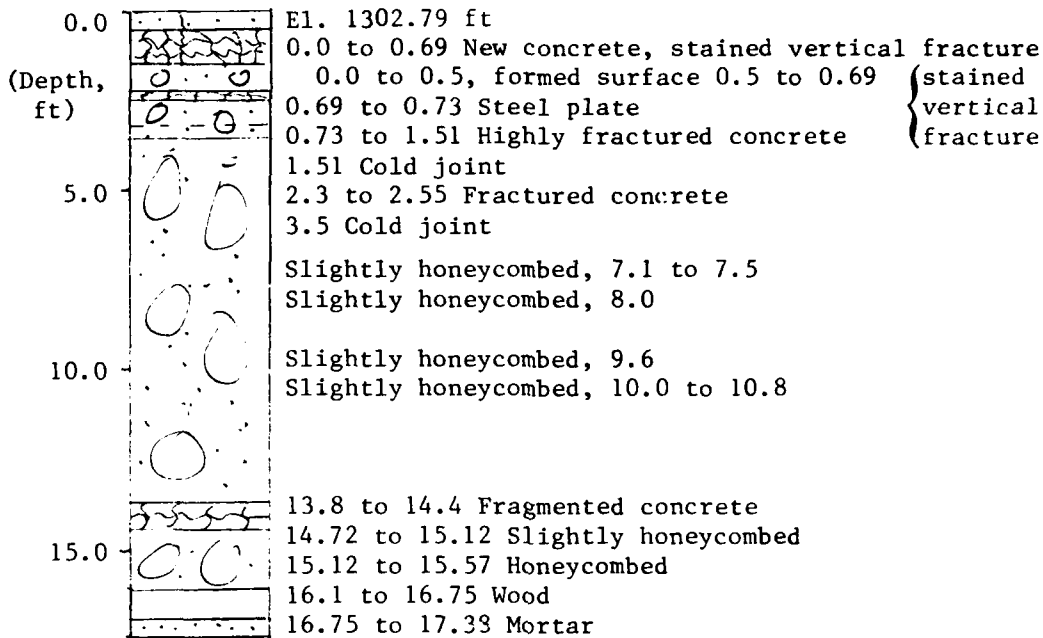 0.0 El. 1302.79 ft
0.0 to 0.69 New concrete, stained vertical fracture
(Depth, ft) 0.0 to 0.5, formed surface 0.5 to 0.69 {stained
0.69 to 0.73 Steel plate vertical
0.73 to 1.51 Highly fractured concrete fracture
1.51 Cold joint
5.0 2.3 to 2.55 Fractured concrete
3.5 Cold joint
Slightly honeycombed, 7.1 to 7.5
Slightly honeycombed, 8.0
Slightly honeycombed, 9.6
10.0 Slightly honeycombed, 10.0 to 10.8
13.8 to 14.4 Fragmented concrete
14.72 to 15.12 Slightly honeycombed
15.0 15.12 to 15.57 Honeycombed
16.1 to 16.75 Wood
16.75 to 17.33 Mortar